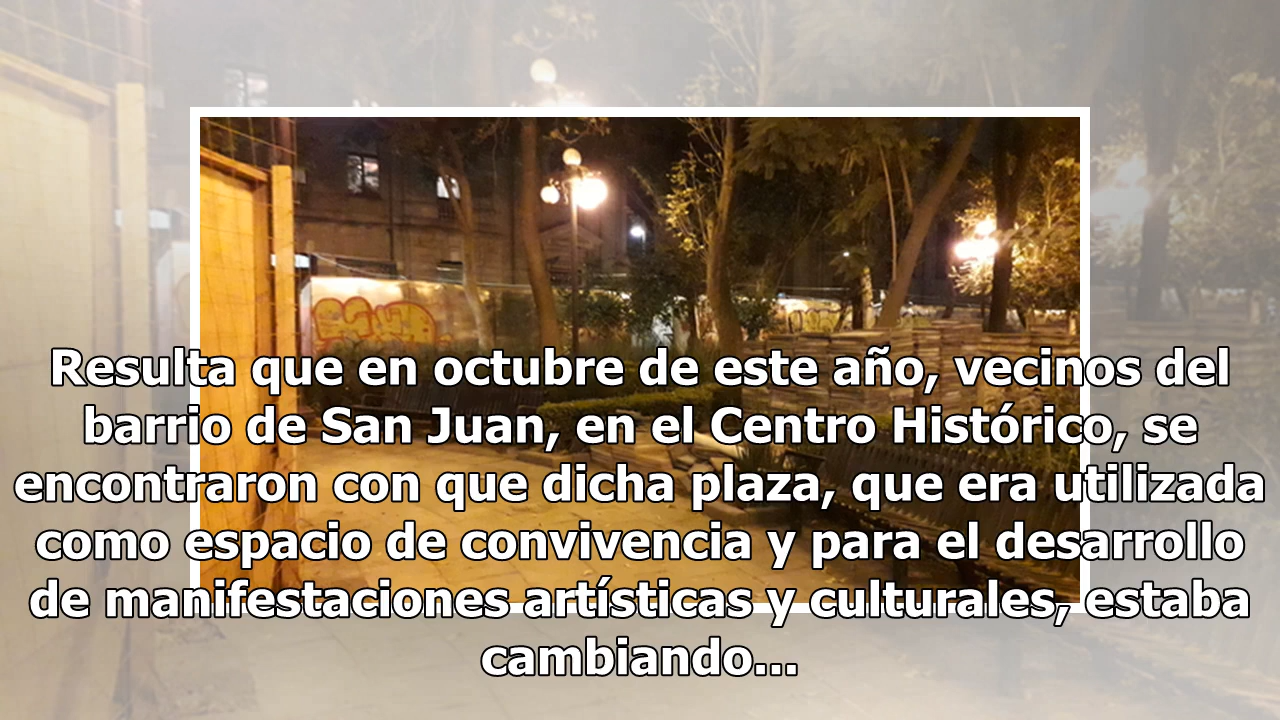 Resulta que en octubre de este año, vecinos del
barrio de San Juan, en el Centro Histórico, se
encontraron con que dicha plaza, que era utilizada
como espacio de convivencia y para el desarrollo
de manifestaciones artísticas y culturales, estaba
cambiando...